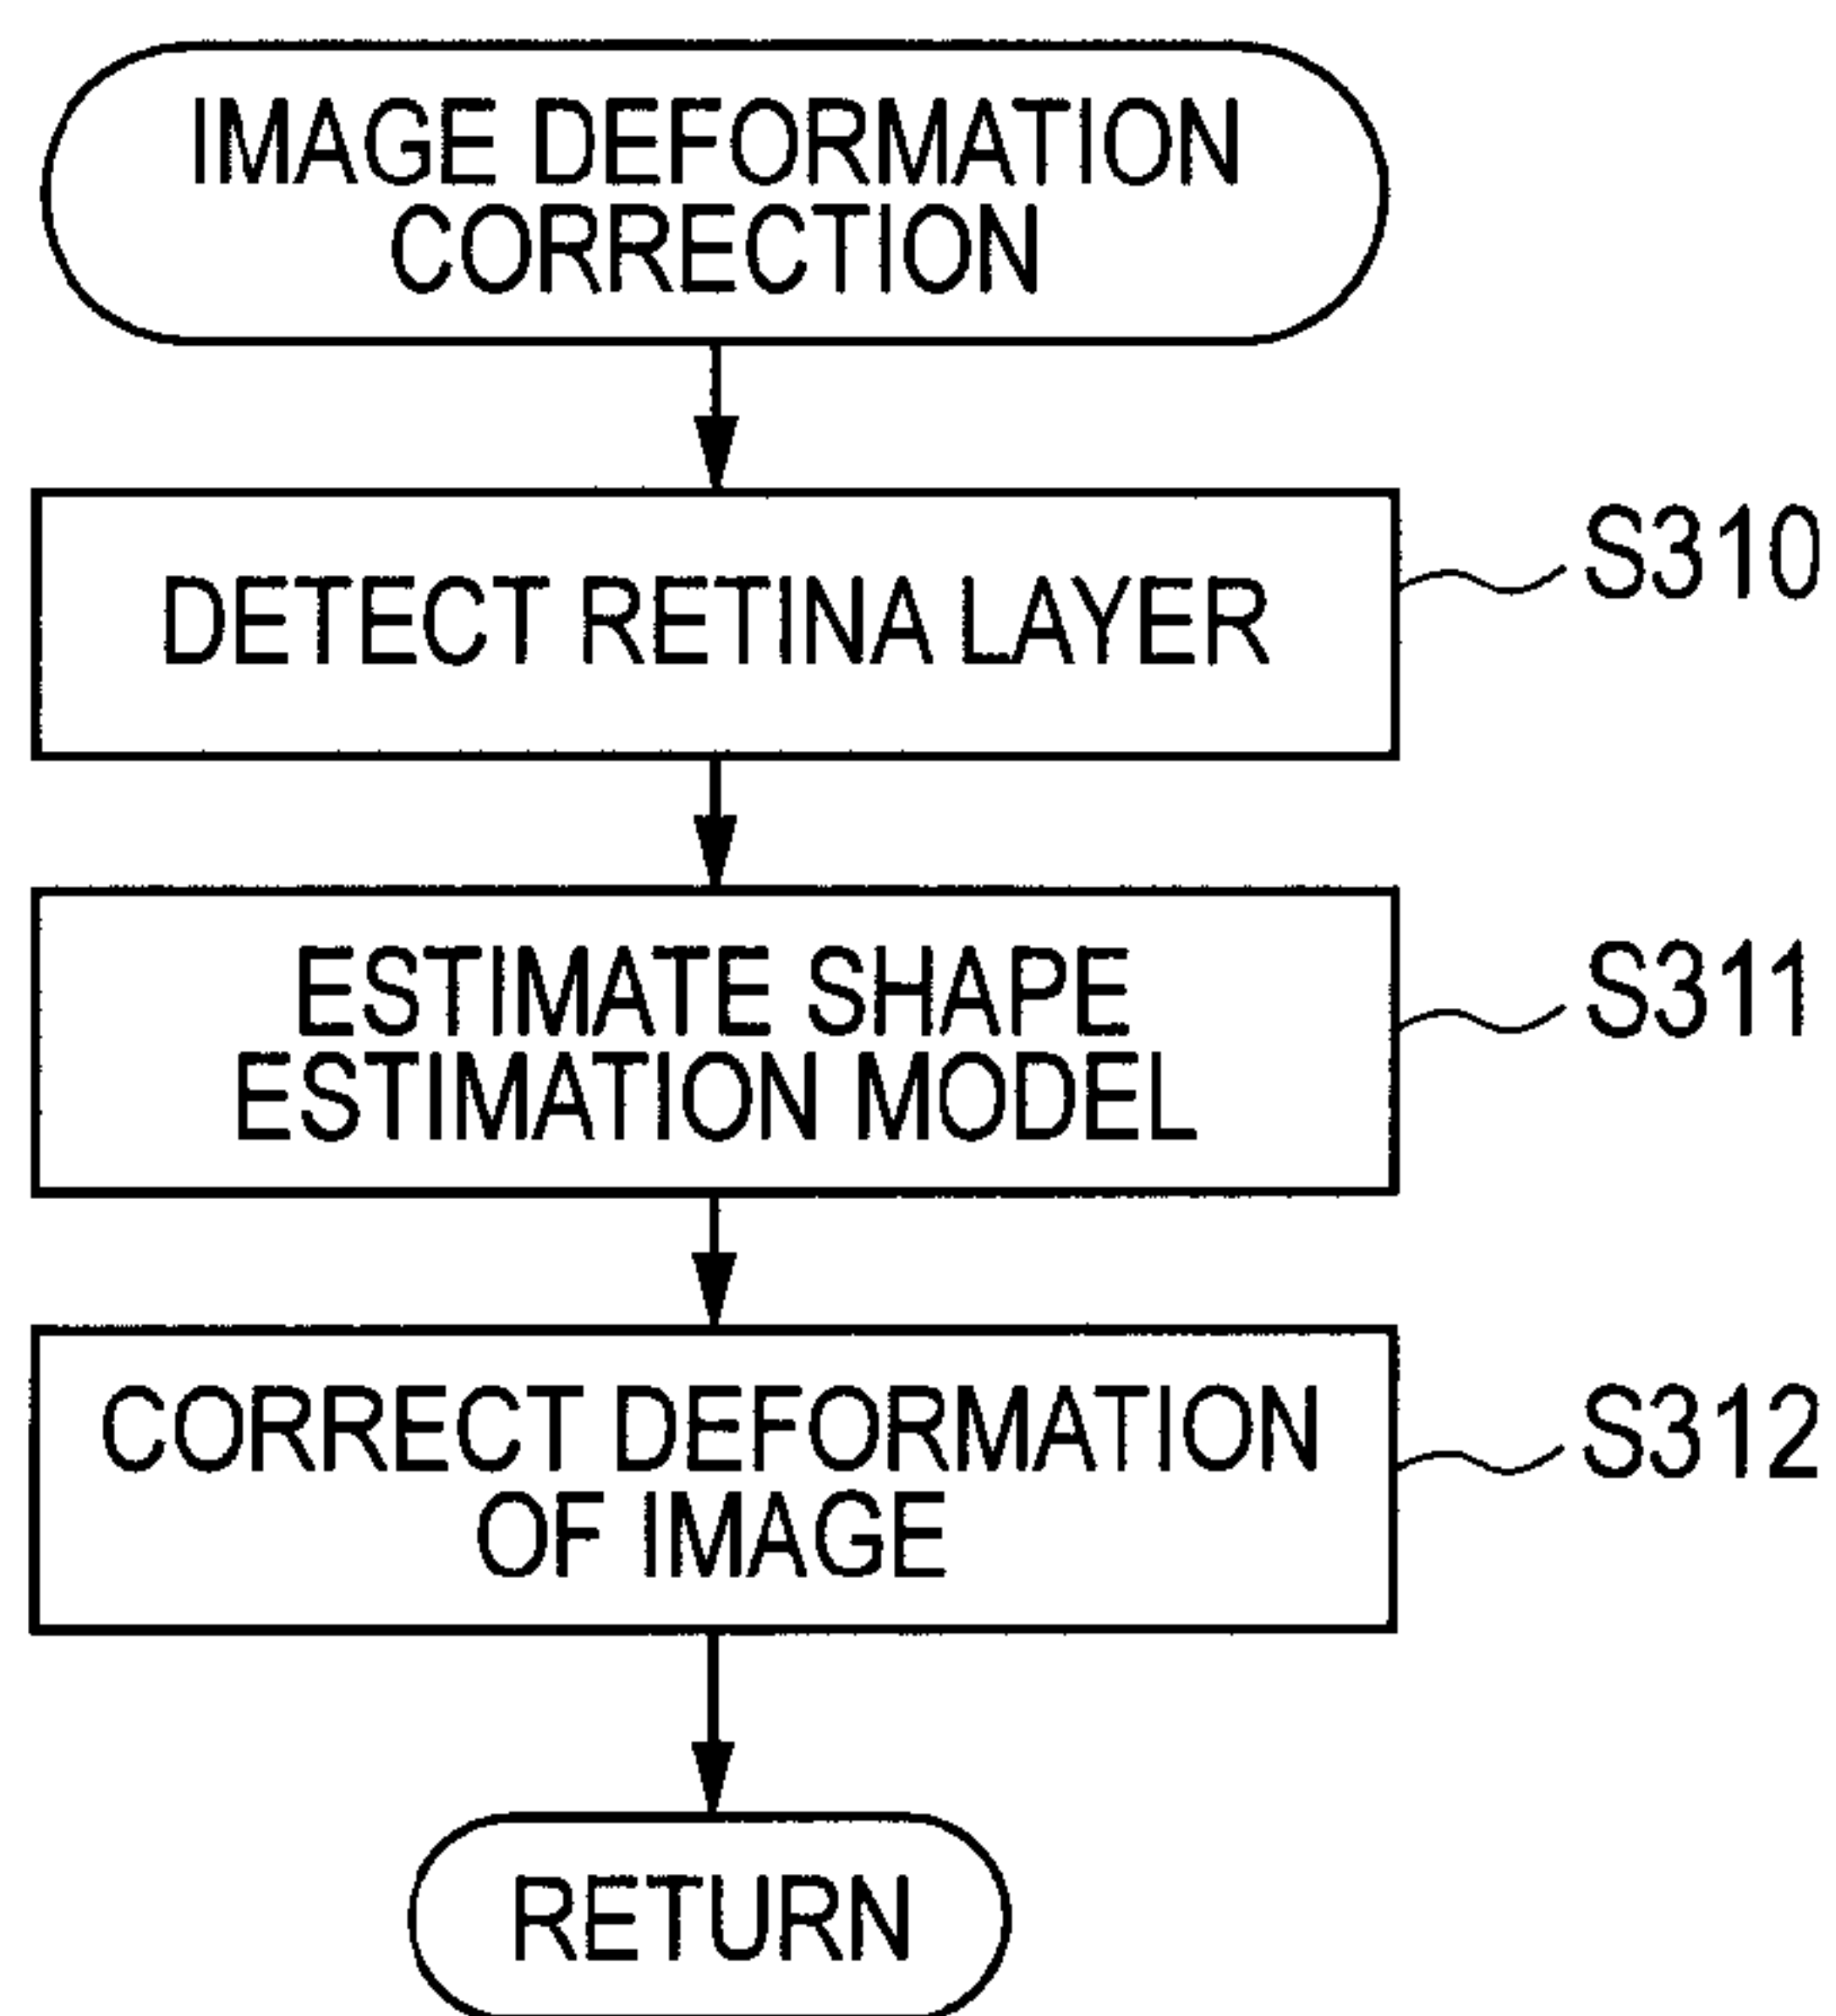 IMAGE DEFORMATION
CORRECTION
DETECT RETINA LAYER
S310
ESTIMATE SHAPE
ESTIMATION MODEL
S311
CORRECT DEFORMATION
OF IMAGE
S312
RETURN